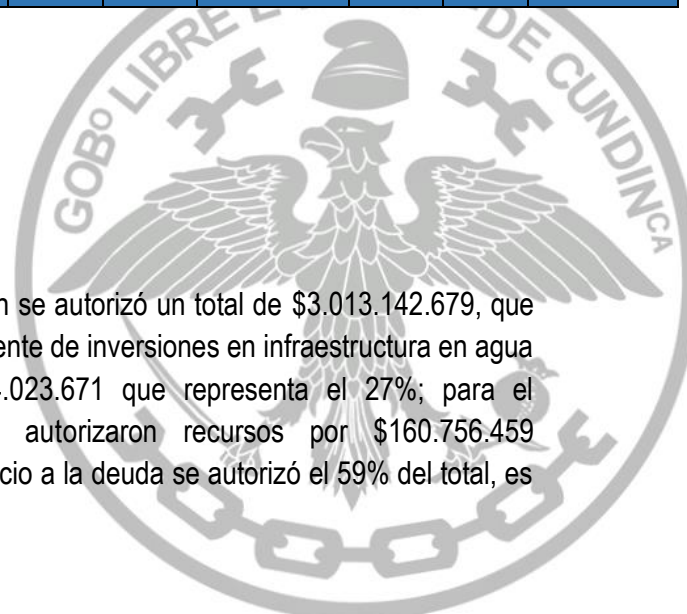 GOBº LIBRE E
DE CUNDINCA
n se autorizó un total de $3.013.142.679, que
ente de inversiones en infraestructura en agua
.023.671 que representa el 27%; para el
autorizaron recursos por $160.756.459
cio a la deuda se autorizó el 59% del total, es